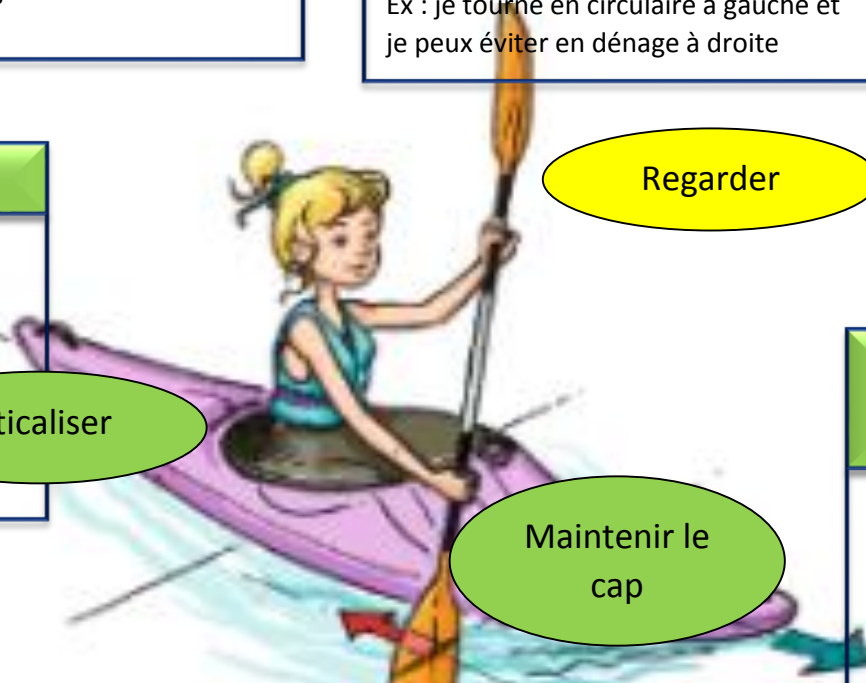 Ex : je tourne en circulaire à gauche et
je peux éviter en dénage à droite
Regarder
ticaliser
Maintenir le
cap